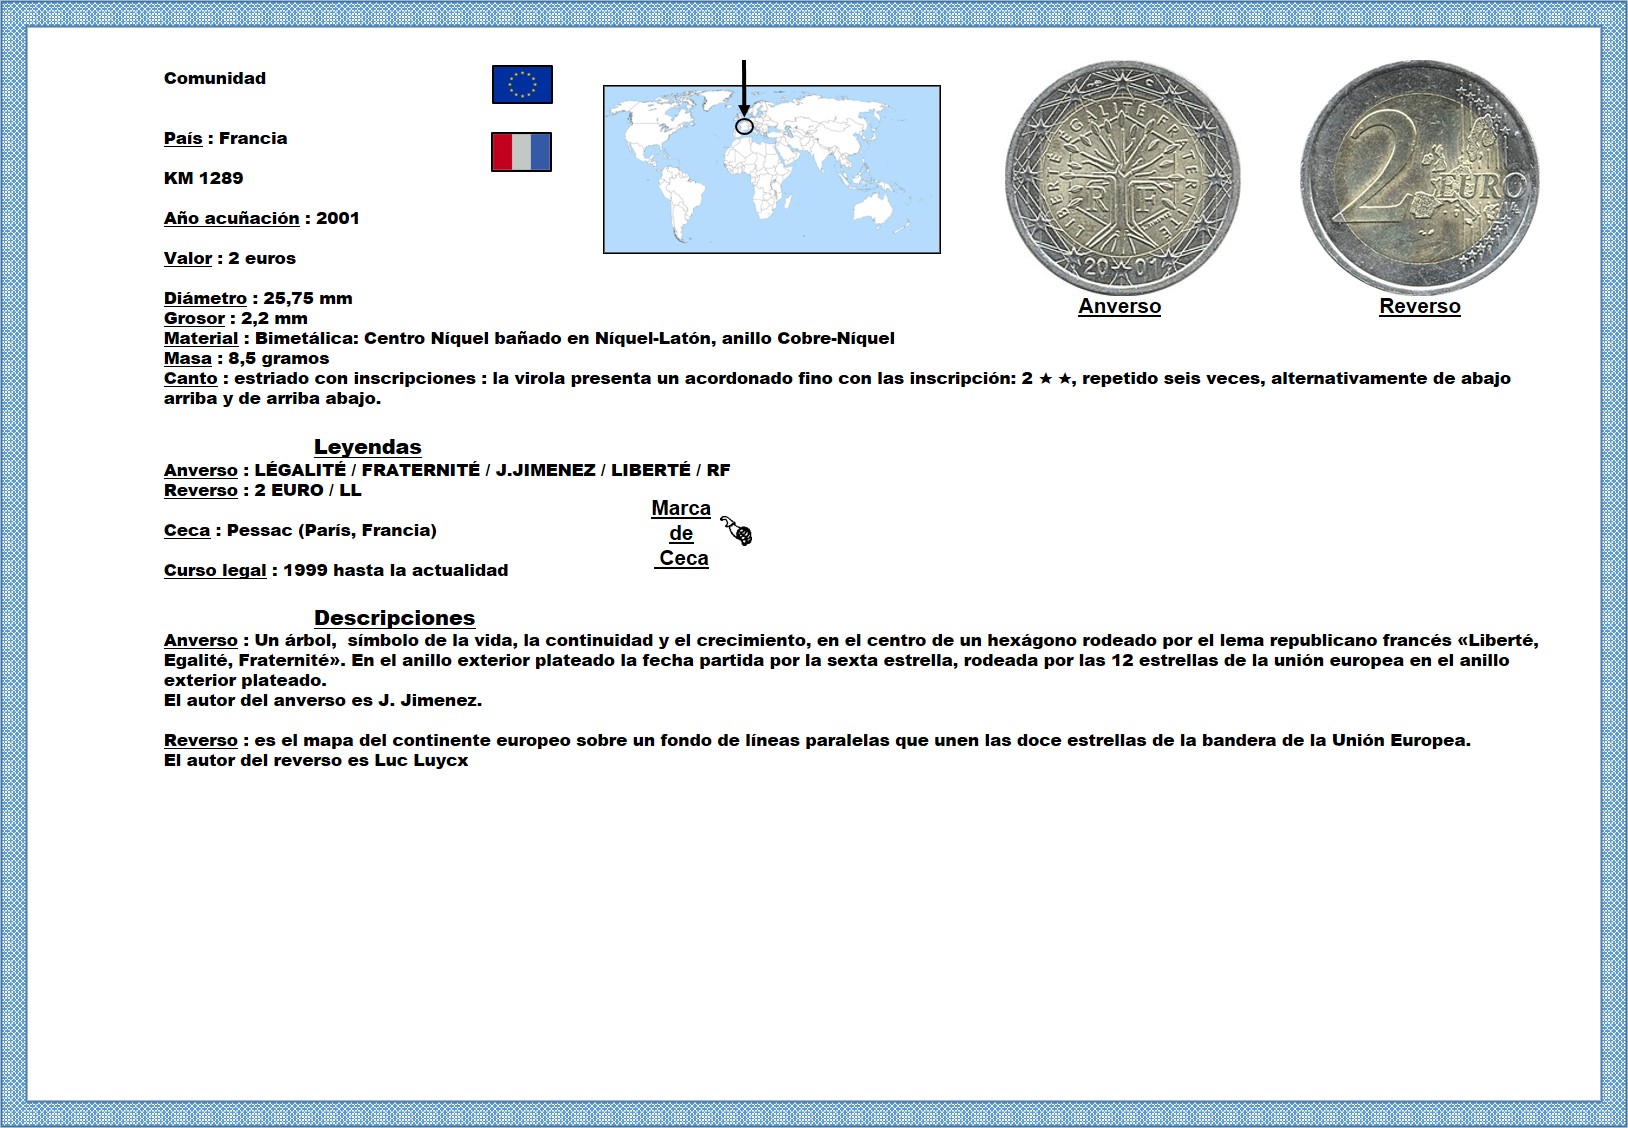 Comunidad
País : Francia
KM 1289
Año acuñación : 2001
Valor : 2 euros
Diámetro : 25,75 mm
Grosor : 2,2 mm
Material : Bimetálica: Centro Níquel bañado en Níquel-Latón, anillo Cobre-Níquel
Masa : 8,5 gramos
Canto : estriado con inscripciones : la virola presenta un acordonado fino con las inscripción: 2 ★ ★, repetido seis veces, alternativamente de abajo
arriba y de arriba abajo.
LIBERTÉ ÉGALITÉ FRATERNITÉ
RF
2001
Anverso
2 EURO
LL
Reverso
Leyendas
Anverso : LÉGALITÉ / FRATERNITÉ / J.JIMENEZ / LIBERTÉ / RF
Reverso : 2 EURO / LL
Ceca : Pessac (París, Francia)
Marca
de
Ceca
Curso legal : 1999 hasta la actualidad
Descripciones
Anverso : Un árbol, símbolo de la vida, la continuidad y el crecimiento, en el centro de un hexágono rodeado por el lema republicano francés «Liberté,
Egalité, Fraternité». En el anillo exterior plateado la fecha partida por la sexta estrella, rodeada por las 12 estrellas de la unión europea en el anillo
exterior plateado.
El autor del anverso es J. Jimenez.
Reverso : es el mapa del continente europeo sobre un fondo de líneas paralelas que unen las doce estrellas de la bandera de la Unión Europea.
El autor del reverso es Luc Luycx